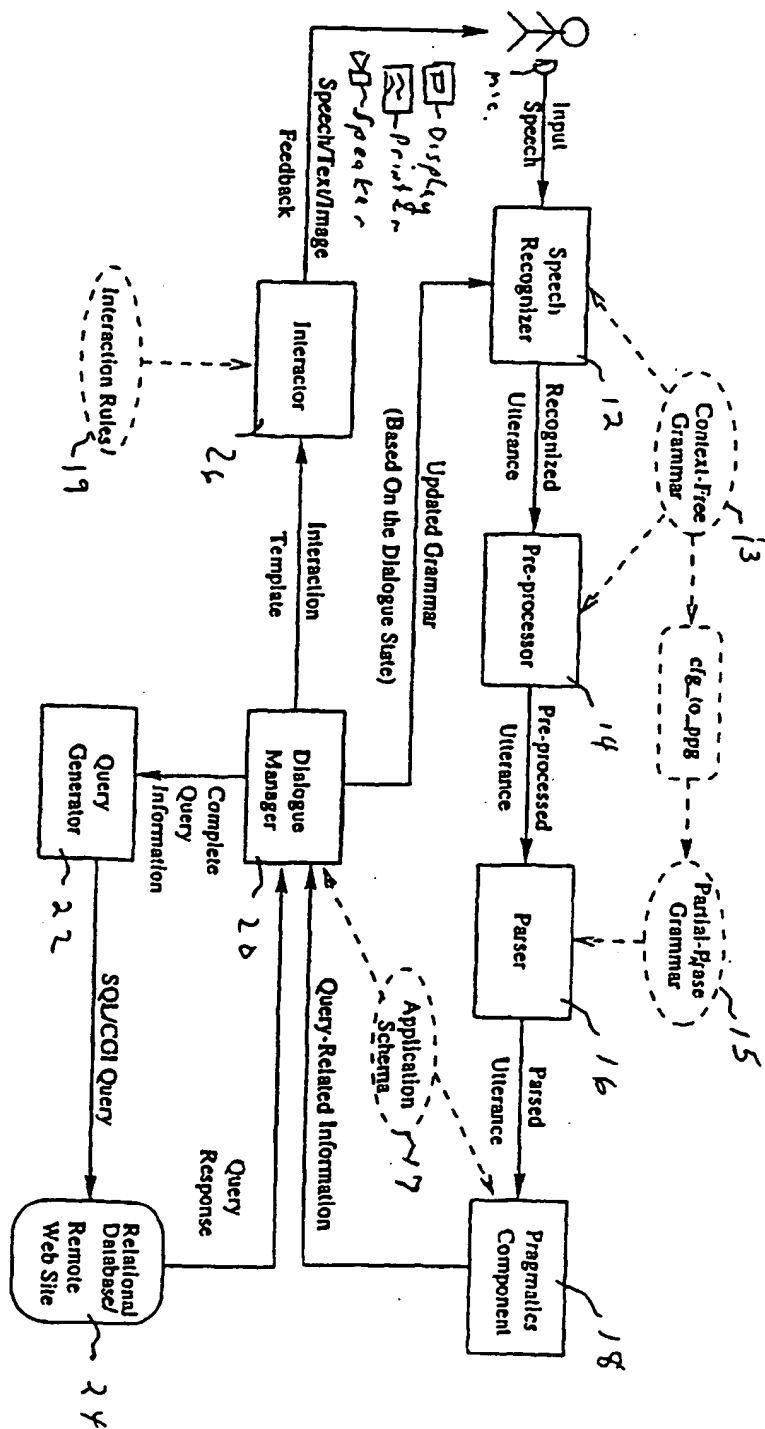 Context-Free
Grammar
13
cfg_to_ppg
Partial-Prase
Grammar
15
mic.
Input
Speech
Speech
Recognizer
12
Recognized
Utterance
Pre-processor
14
Pre-processed
Utterance
Parser
16
Parsed
Utterance
Pragmatics
Component
18
Display
Printer
Speaker
Speech/Text/Image
Feedback
Updated Grammar
(Based On the Dialogue State)
Application
Schema
17
Query-Related Information
Interactor
26
Interaction
Template
Dialogue
Manager
20
Query
Response
Interaction Rules
19
Complete
Query
Information
Query
Generator
22
SQL/CGI Query
Relational
Database/
Remote
Web Site
24